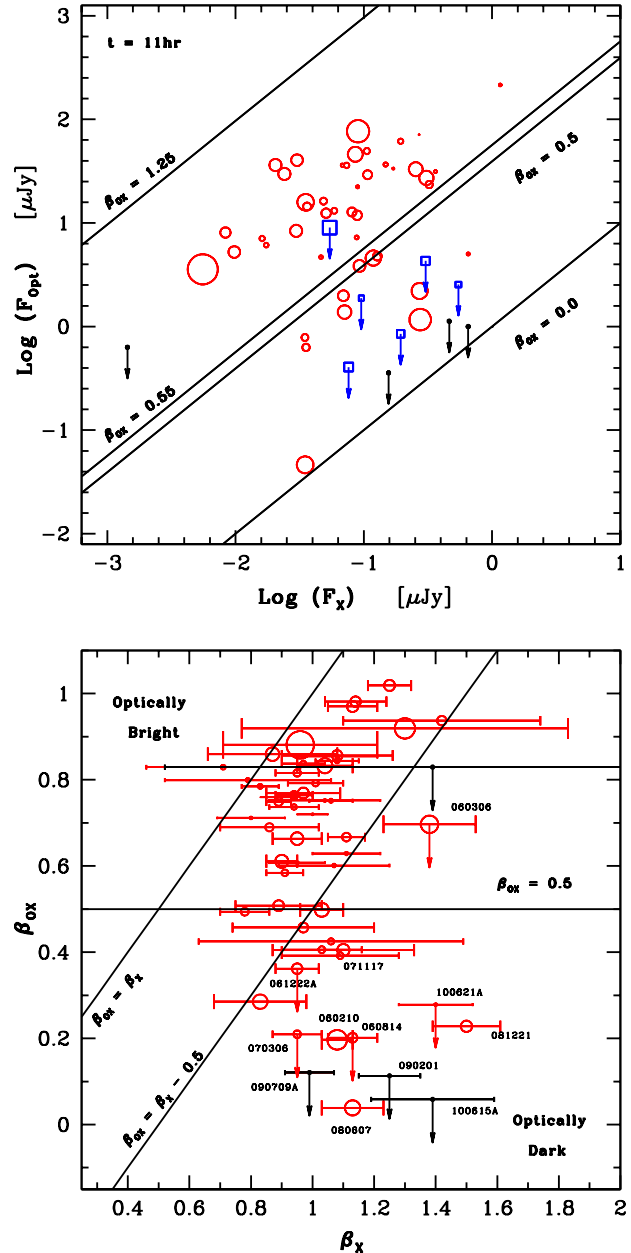 t = 11hr
3
2
1
0
−1
−2
Log (F_Opt) [μJy]
β_OX = 1.25
β_OX = 0.5
β_OX = 0.0
β_OX = 0.55
−3
−2
−1
0
1
Log (F_X) [μJy]
Optically
Bright
1
0.8
0.6
0.4
0.2
0
β_OX
060306
β_OX = 0.5
071117
061222A
100621A
β_OX = β_X
060210
060814
081221
070306
090201
090709A
100615A
080607
β_OX = β_X − 0.5
Optically
Dark
0.4
0.6
0.8
1
1.2
1.4
1.6
1.8
2
β_X